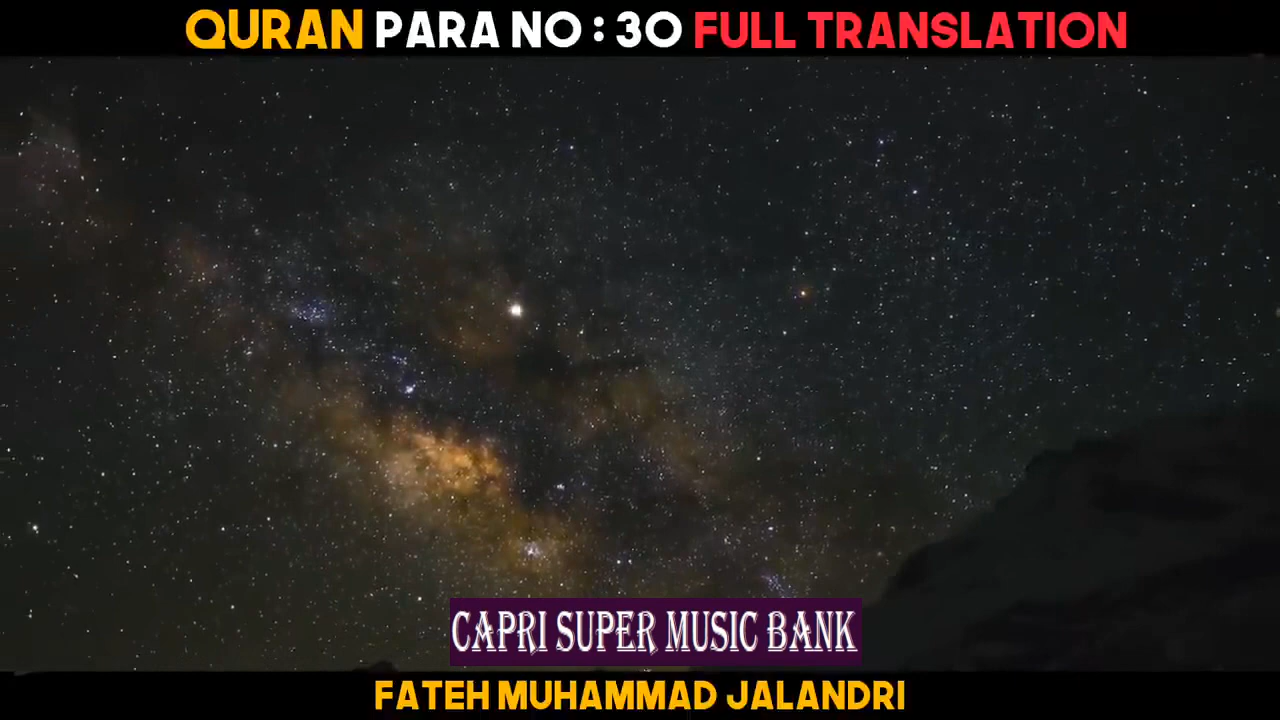 QURAN PARA NO : 30 FULL TRANSLATION
CAPRI SUPER MUSIC BANK
FATEH MUHAMMAD JALANDRI